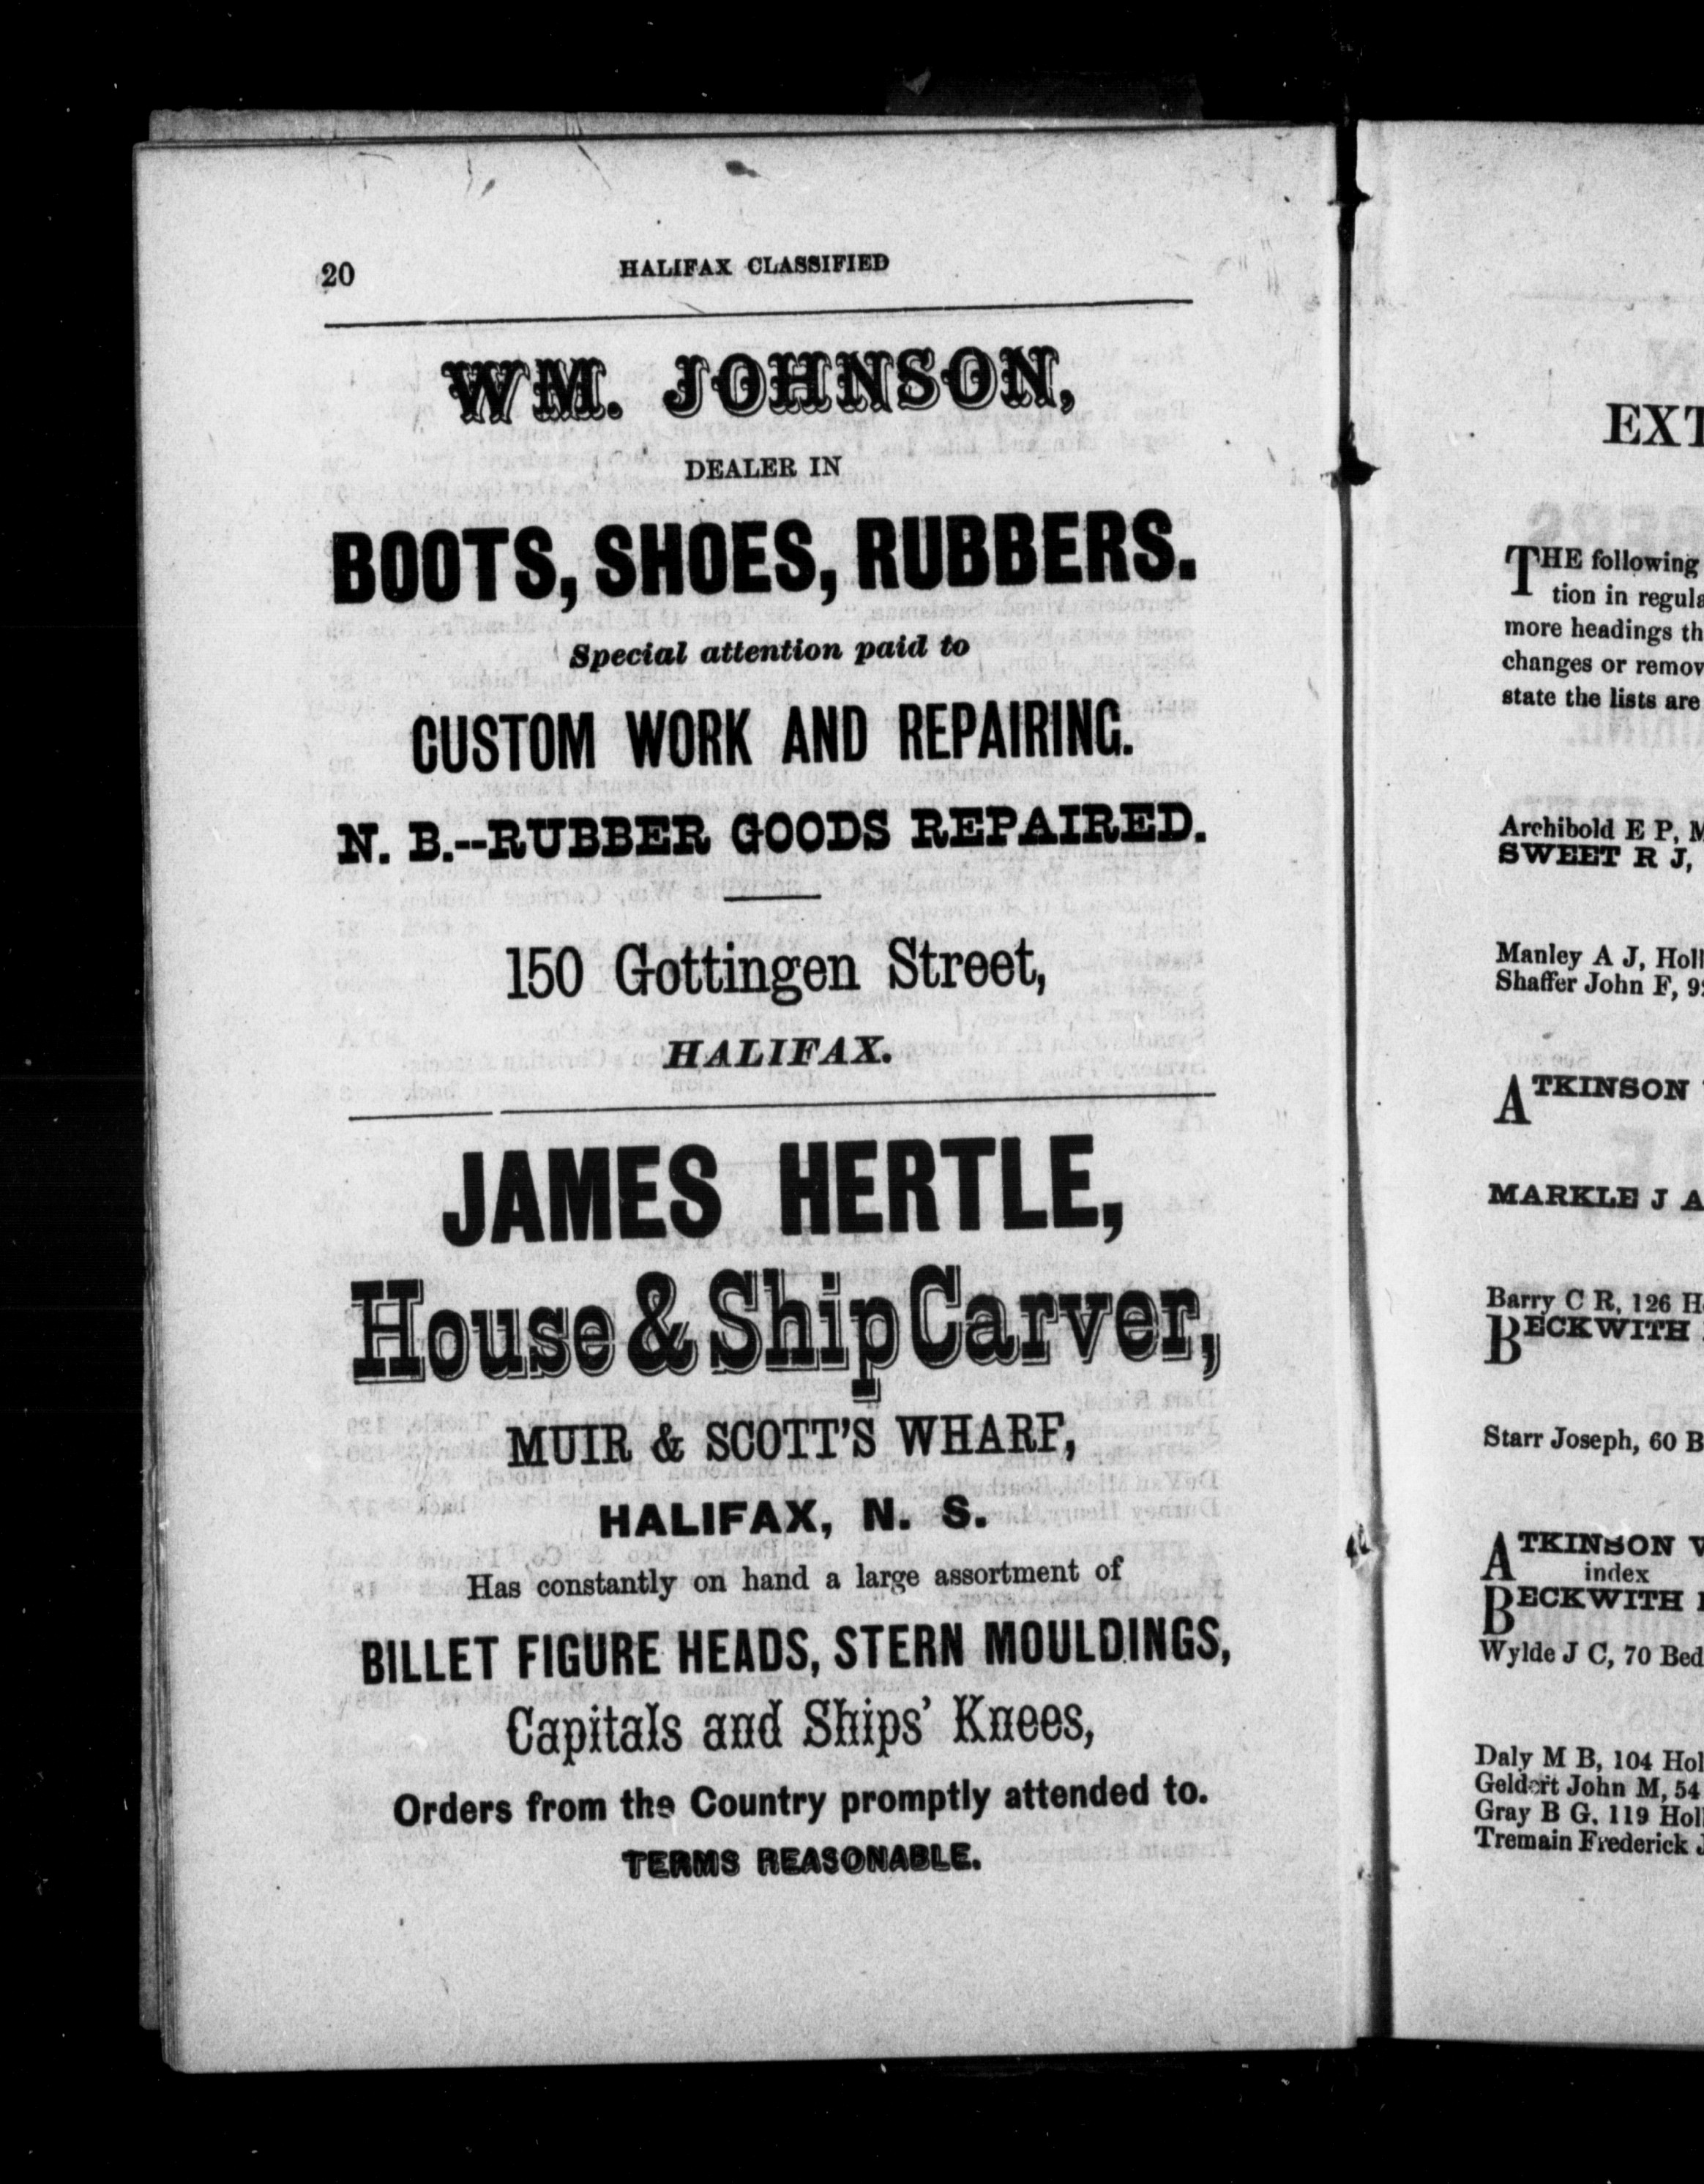 20
HALIFAX CLASSIFIED
WM. JOHNSON,
DEALER IN
BOOTS, SHOES, RUBBERS.
Special attention paid to
CUSTOM WORK AND REPAIRING.
N. B.--RUBBER GOODS REPAIRED.
150 Gottingen Street,
HALIFAX.
JAMES HERTLE,
House & Ship Carver,
MUIR & SCOTT'S WHARF,
HALIFAX, N. S.
Has constantly on hand a large assortment of
BILLET FIGURE HEADS, STERN MOULDINGS,
Capitals and Ships' Knees,
Orders from the Country promptly attended to.
TERMS REASONABLE.
EXT
THE following
tion in regula
more headings th
changes or remov
state the lists are
Archibold E P, M
SWEET R J,
Manley A J, Holl
Shaffer John F, 9
ATKINSON
MARKLE J A
Barry C R, 126 H
BECKWITH
Starr Joseph, 60 B
ATKINSON
index
BECKWITH
Wylde J C, 70 Bed
Daly M B, 104 Hol
Geldert John M, 54
Gray B G, 119 Holl
Tremain Frederick J